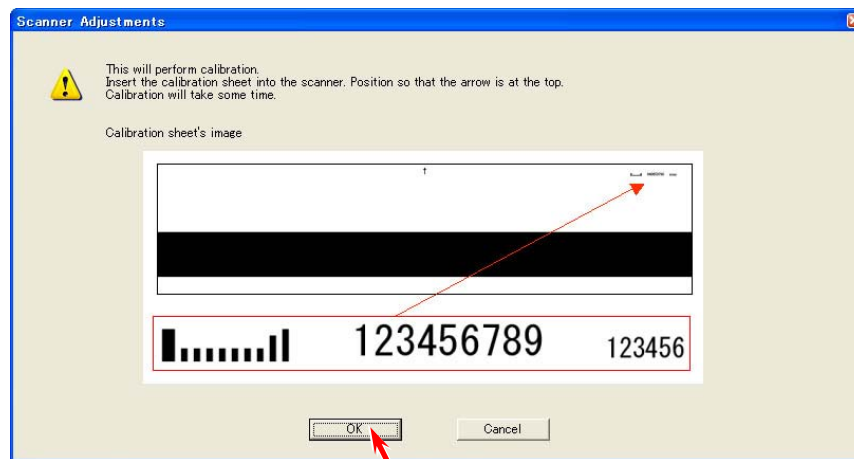 Scanner Adjustments
This will perform calibration.
Insert the calibration sheet into the scanner. Position so that the arrow is at the top.
Calibration will take some time.
Calibration sheet's image
↑
123456789
123456
OK
Cancel